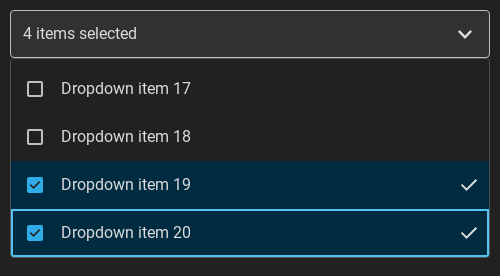 4 items selected
Dropdown item 17
Dropdown item 18
Dropdown item 19
Dropdown item 20